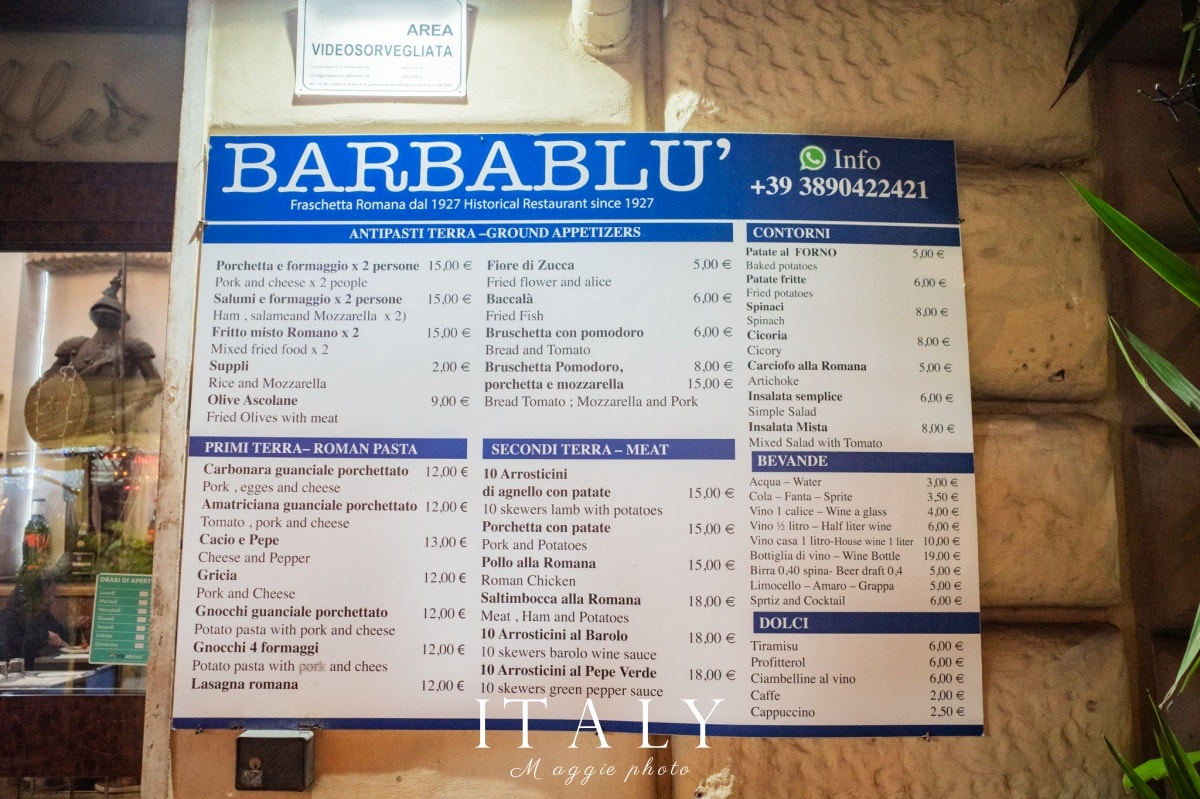 AREA
VIDEOSORVEGLIATA
BARBABLU’
Fraschetta Romana dal 1927 Historical Restaurant since 1927
Info
+39 3890422421
ANTIPASTI TERRA –GROUND APPETIZERS
Porchetta e formaggio x 2 persone 15,00 €
Pork and cheese x 2 people
Salumi e formaggio x 2 persone 15,00 €
Ham , salameand Mozzarella x 2)
Fritto misto Romano x 2 15,00 €
Mixed fried food x 2
Suppli 2,00 €
Rice and Mozzarella
Olive Ascolane 9,00 €
Fried Olives with meat
Fiore di Zucca 5,00 €
Fried flower and alice
Baccalà 6,00 €
Fried Fish
Bruschetta con pomodoro 6,00 €
Bread and Tomato
Bruschetta Pomodoro, 8,00 €
porchetta e mozzarella 15,00 €
Bread Tomato ; Mozzarella and Pork
CONTORNI
Patate al FORNO 5,00 €
Baked potatoes
Patate fritte 6,00 €
Fried potatoes
Spinaci 8,00 €
Spinach
Cicoria 8,00 €
Cicory
Carciofo alla Romana 5,00 €
Artichoke
Insalata semplice 6,00 €
Simple Salad
Insalata Mista 8,00 €
Mixed Salad with Tomato
PRIMI TERRA– ROMAN PASTA
Carbonara guanciale porchettato 12,00 €
Pork , egges and cheese
Amatriciana guanciale porchettato 12,00 €
Tomato , pork and cheese
Cacio e Pepe 13,00 €
Cheese and Pepper
Gricia 12,00 €
Pork and Cheese
Gnocchi guanciale porchettato 12,00 €
Potato pasta with pork and cheese
Gnocchi 4 formaggi 12,00 €
Potato pasta with pork and chees
Lasagna romana 12,00 €
SECONDI TERRA – MEAT
10 Arrosticini
di agnello con patate 15,00 €
10 skewers lamb with potatoes
Porchetta con patate 15,00 €
Pork and Potatoes
Pollo alla Romana 15,00 €
Roman Chicken
Saltimbocca alla Romana 18,00 €
Meat , Ham and Potatoes
10 Arrosticini al Barolo 18,00 €
10 skewers barolo wine sauce
10 Arrosticini al Pepe Verde 18,00 €
10 skewers green pepper sauce
BEVANDE
Acqua – Water 3,00 €
Cola – Fanta – Sprite 3,50 €
Vino 1 calice – Wine a glass 4,00 €
Vino ½ litro – Half liter wine 6,00 €
Vino casa 1 litro-House wine 1 liter 10,00 €
Bottiglia di vino – Wine Bottle 19,00 €
Birra 0,40 spina- Beer draft 0,4 5,00 €
Limocello – Amaro – Grappa 5,00 €
Sprtiz and Cocktail 6,00 €
DOLCI
Tiramisu 6,00 €
Profitterol 6,00 €
Ciambelline al vino 6,00 €
Caffe 2,00 €
Cappuccino 2,50 €
ORARI DI APERT
Lunedì
Martedì
Mercoledì
Giovedì
Venerdì
Sabato
Domenica
ITALY
Maggie photo